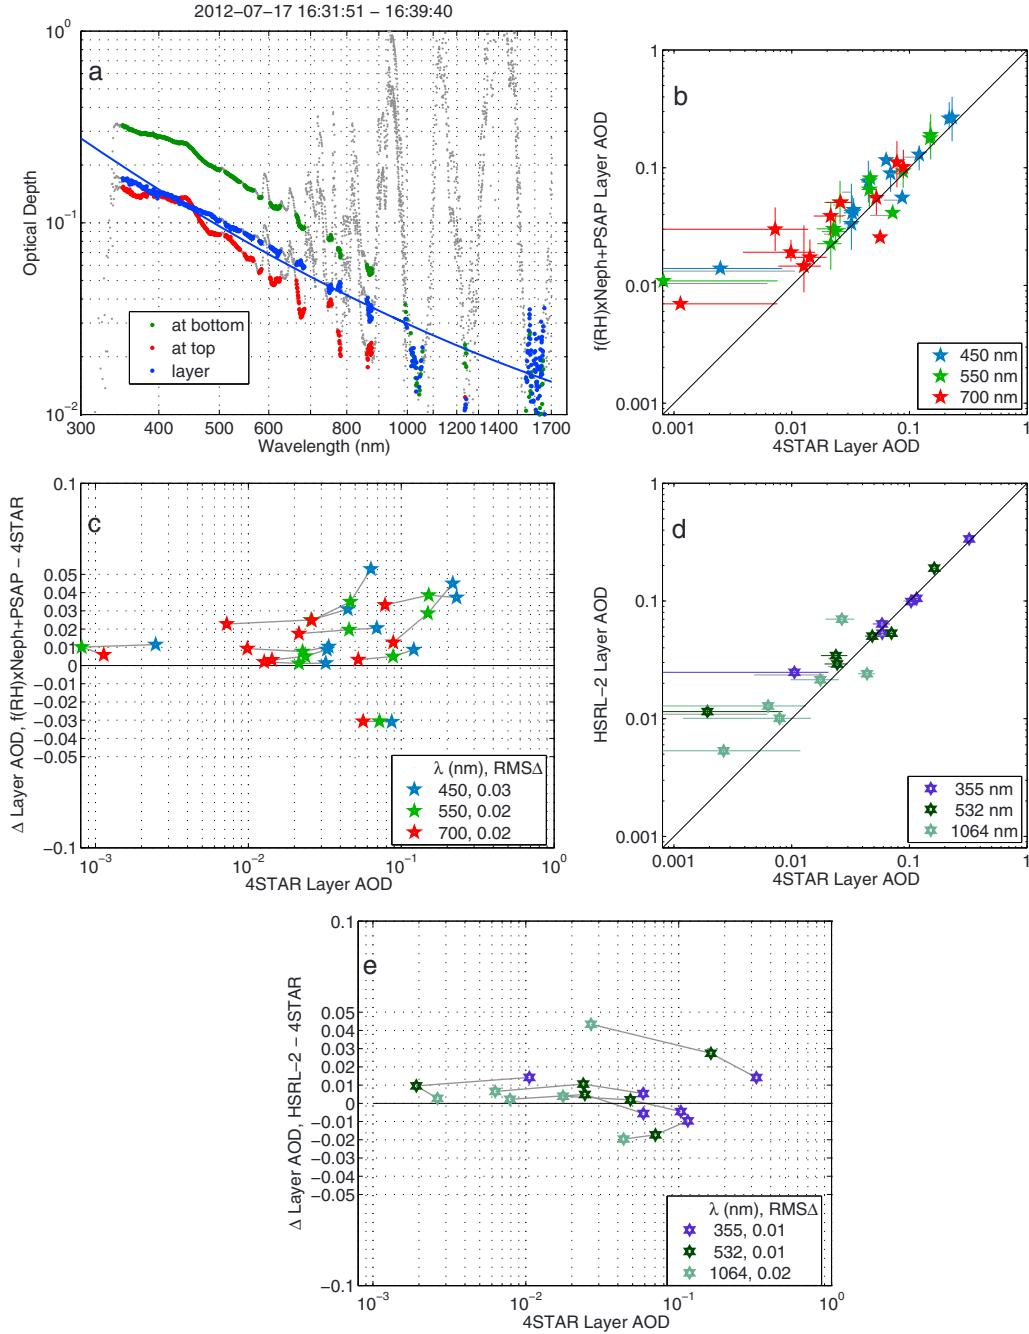 2012−07−17 16:31:51 − 16:39:40
a
Optical Depth
10^0
10^−1
10^−2
at bottom
at top
layer
300 400 500 600 700 800 1000 1200 1400 1700
Wavelength (nm)
b
f(RH)xNeph+PSAP Layer AOD
1
0.1
0.01
0.001
450 nm
550 nm
700 nm
0.001 0.01 0.1 1
4STAR Layer AOD
c
Δ Layer AOD, f(RH)xNeph+PSAP − 4STAR
0.1
0.05
0.04
0.03
0.02
0.01
0
−0.01
−0.02
−0.03
−0.04
−0.05
−0.1
λ (nm), RMSΔ
450, 0.03
550, 0.02
700, 0.02
10^−3 10^−2 10^−1 10^0
4STAR Layer AOD
d
HSRL−2 Layer AOD
1
0.1
0.01
0.001
355 nm
532 nm
1064 nm
0.001 0.01 0.1 1
4STAR Layer AOD
e
Δ Layer AOD, HSRL−2 − 4STAR
0.1
0.05
0.04
0.03
0.02
0.01
0
−0.01
−0.02
−0.03
−0.04
−0.05
−0.1
λ (nm), RMSΔ
355, 0.01
532, 0.01
1064, 0.02
10^−3 10^−2 10^−1 10^0
4STAR Layer AOD